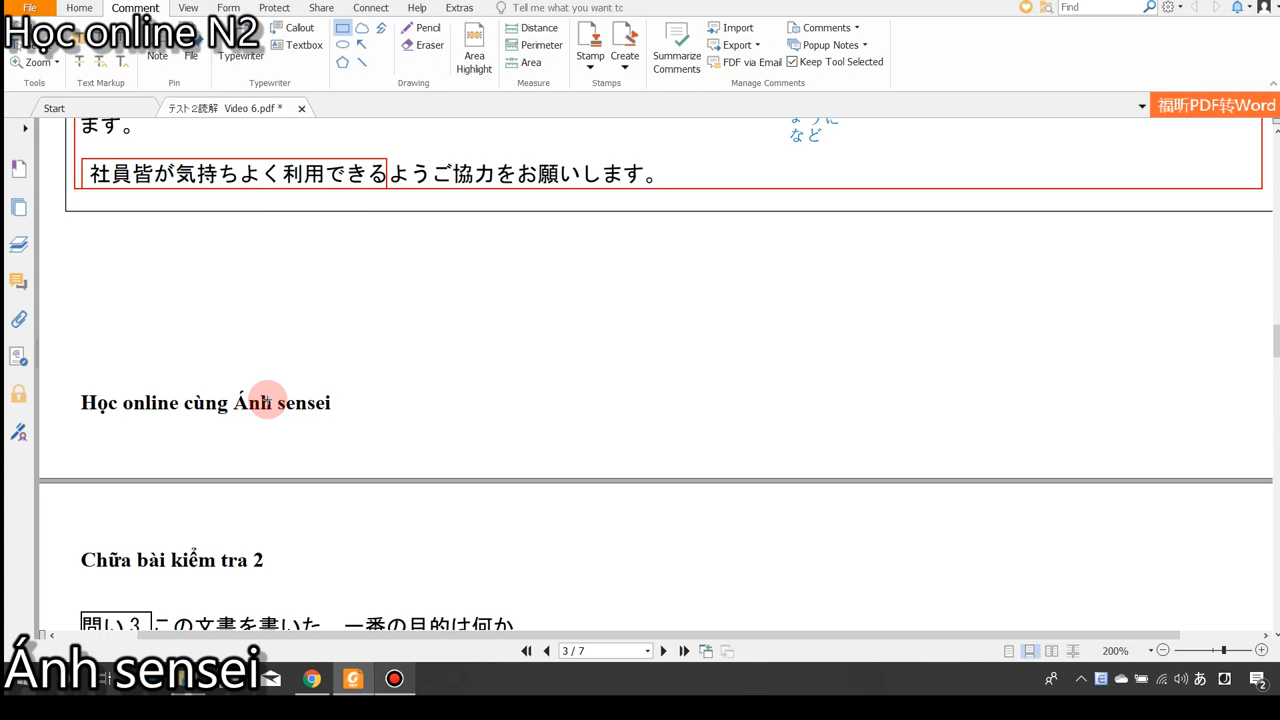 File Home Comment View Form Protect Share Connect Help Extras Tell me what you want to Find
Học online N2
Callout Pencil Distance Import Comments
Textbox Eraser Perimeter Export Popup Notes
Zoom Note File Typewriter Area Highlight Area Stamp Create Summarize Comments FDF via Email Keep Tool Selected
Tools Text Markup Pin Typewriter Drawing Measure Stamps Manage Comments
Start テスト2読解 Video 6.pdf * 福昕PDF转Word
ます。
など
社員皆が気持ちよく利用できるようご協力をお願いします。
Học online cùng Ánh sensei
Chữa bài kiểm tra 2
問い 3 この文書を書いた、一番の目的は何か
3 / 7 200%
Ánh sensei
あ 2